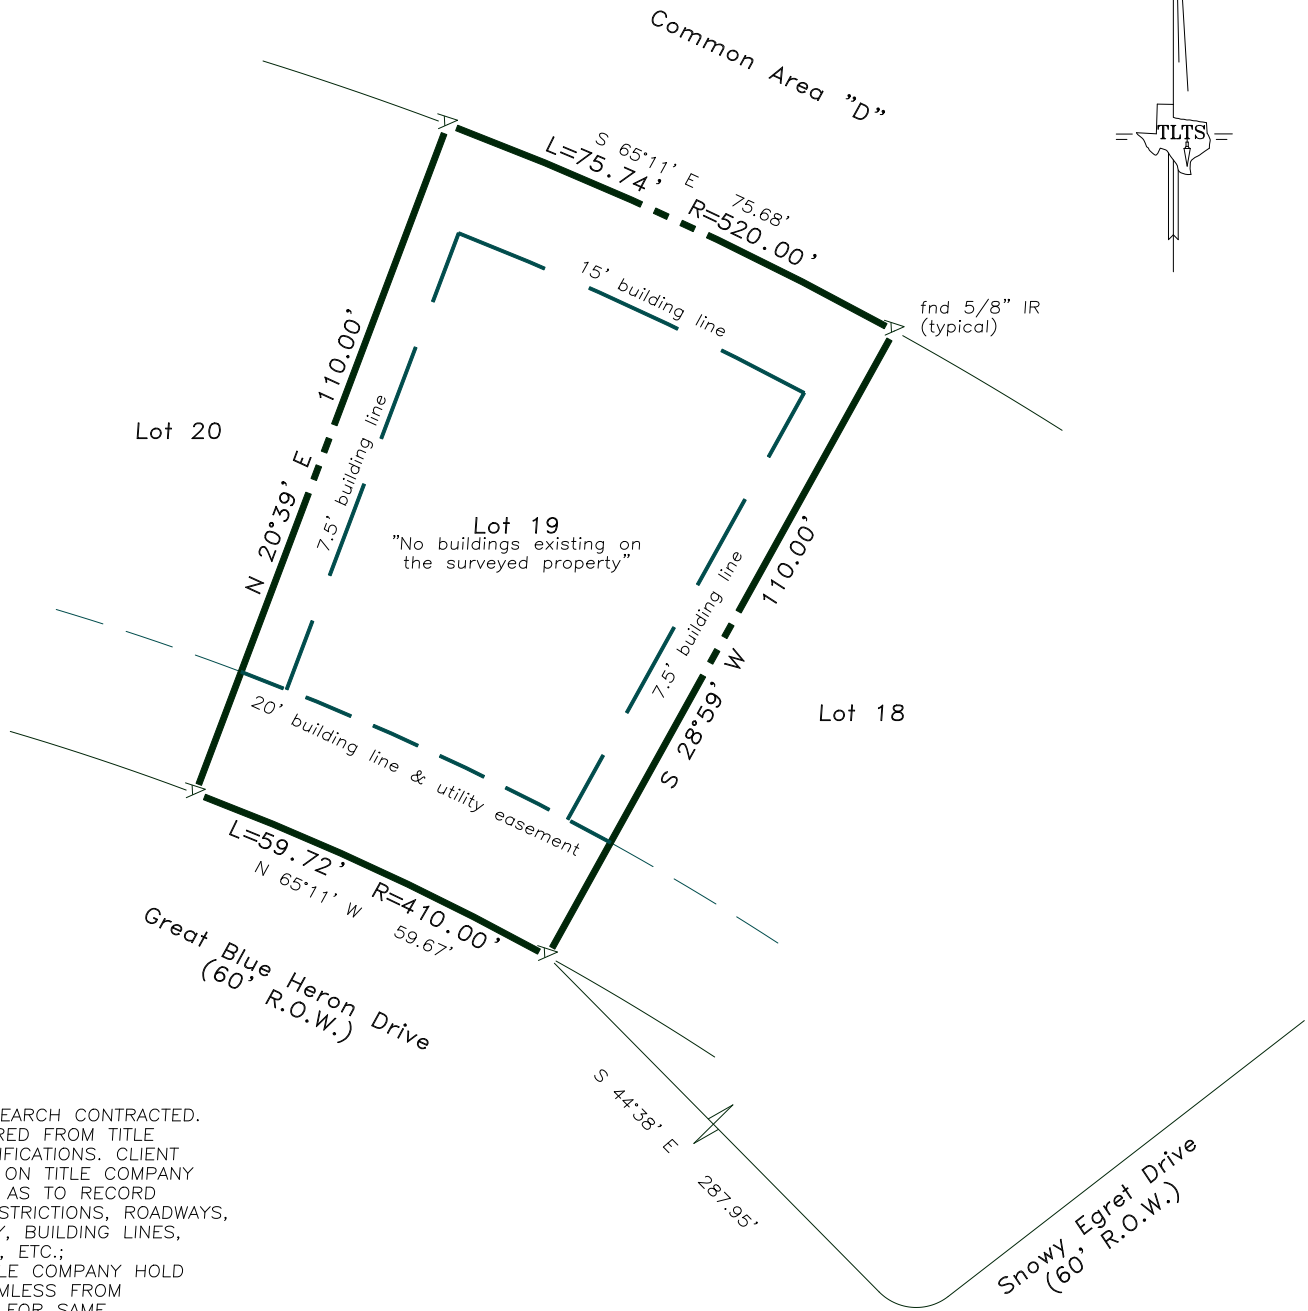 Common Area "D"
TLTS
S 65°11' E 75.68'
L=75.74' R=520.00'
fnd 5/8" IR
(typical)
15' building line
N 20°39' E 110.00'
7.5' building line
Lot 20
Lot 19
"No buildings existing on
the surveyed property"
7.5' building line
S 28°59' W 110.00'
Lot 18
20' building line & utility easement
L=59.72' R=410.00'
N 65°11' W 59.67'
Great Blue Heron Drive
(60' R.O.W.)
S 44°38' E 287.95'
Snowy Egret Drive
(60' R.O.W.)
EARCH CONTRACTED.
RED FROM TITLE
IFICATIONS. CLIENT
ON TITLE COMPANY
AS TO RECORD
STRICTIONS, ROADWAYS,
Y, BUILDING LINES,
, ETC.;
LE COMPANY HOLD
MLESS FROM
FOR SAME